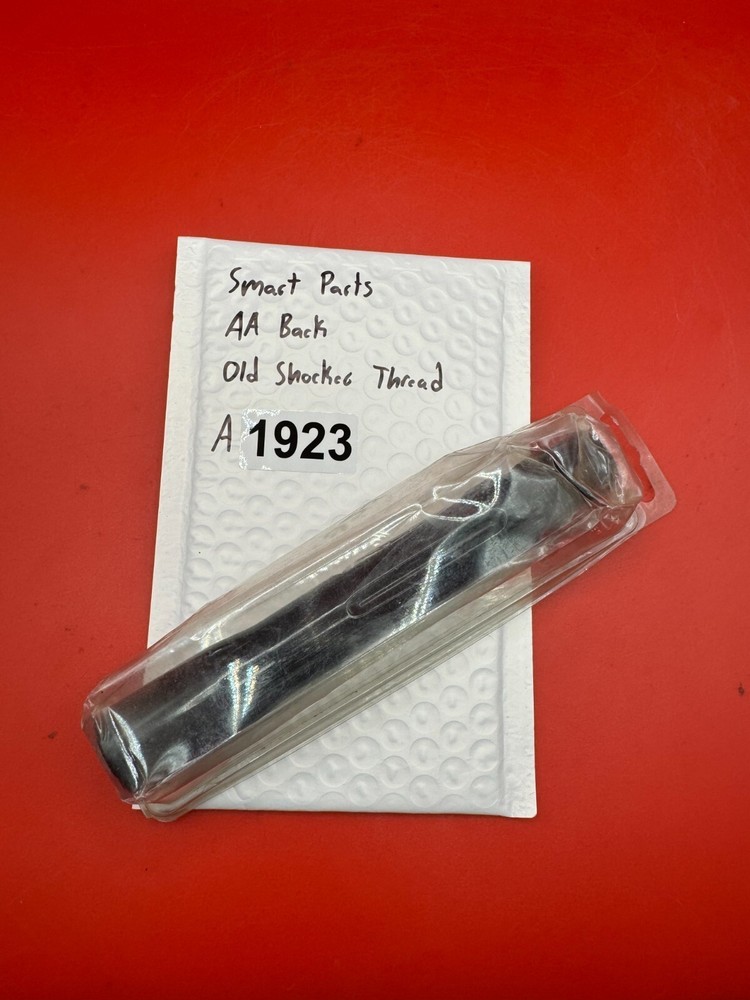 Smart Parts
AA Back
Old Shocker Thread
A 1923